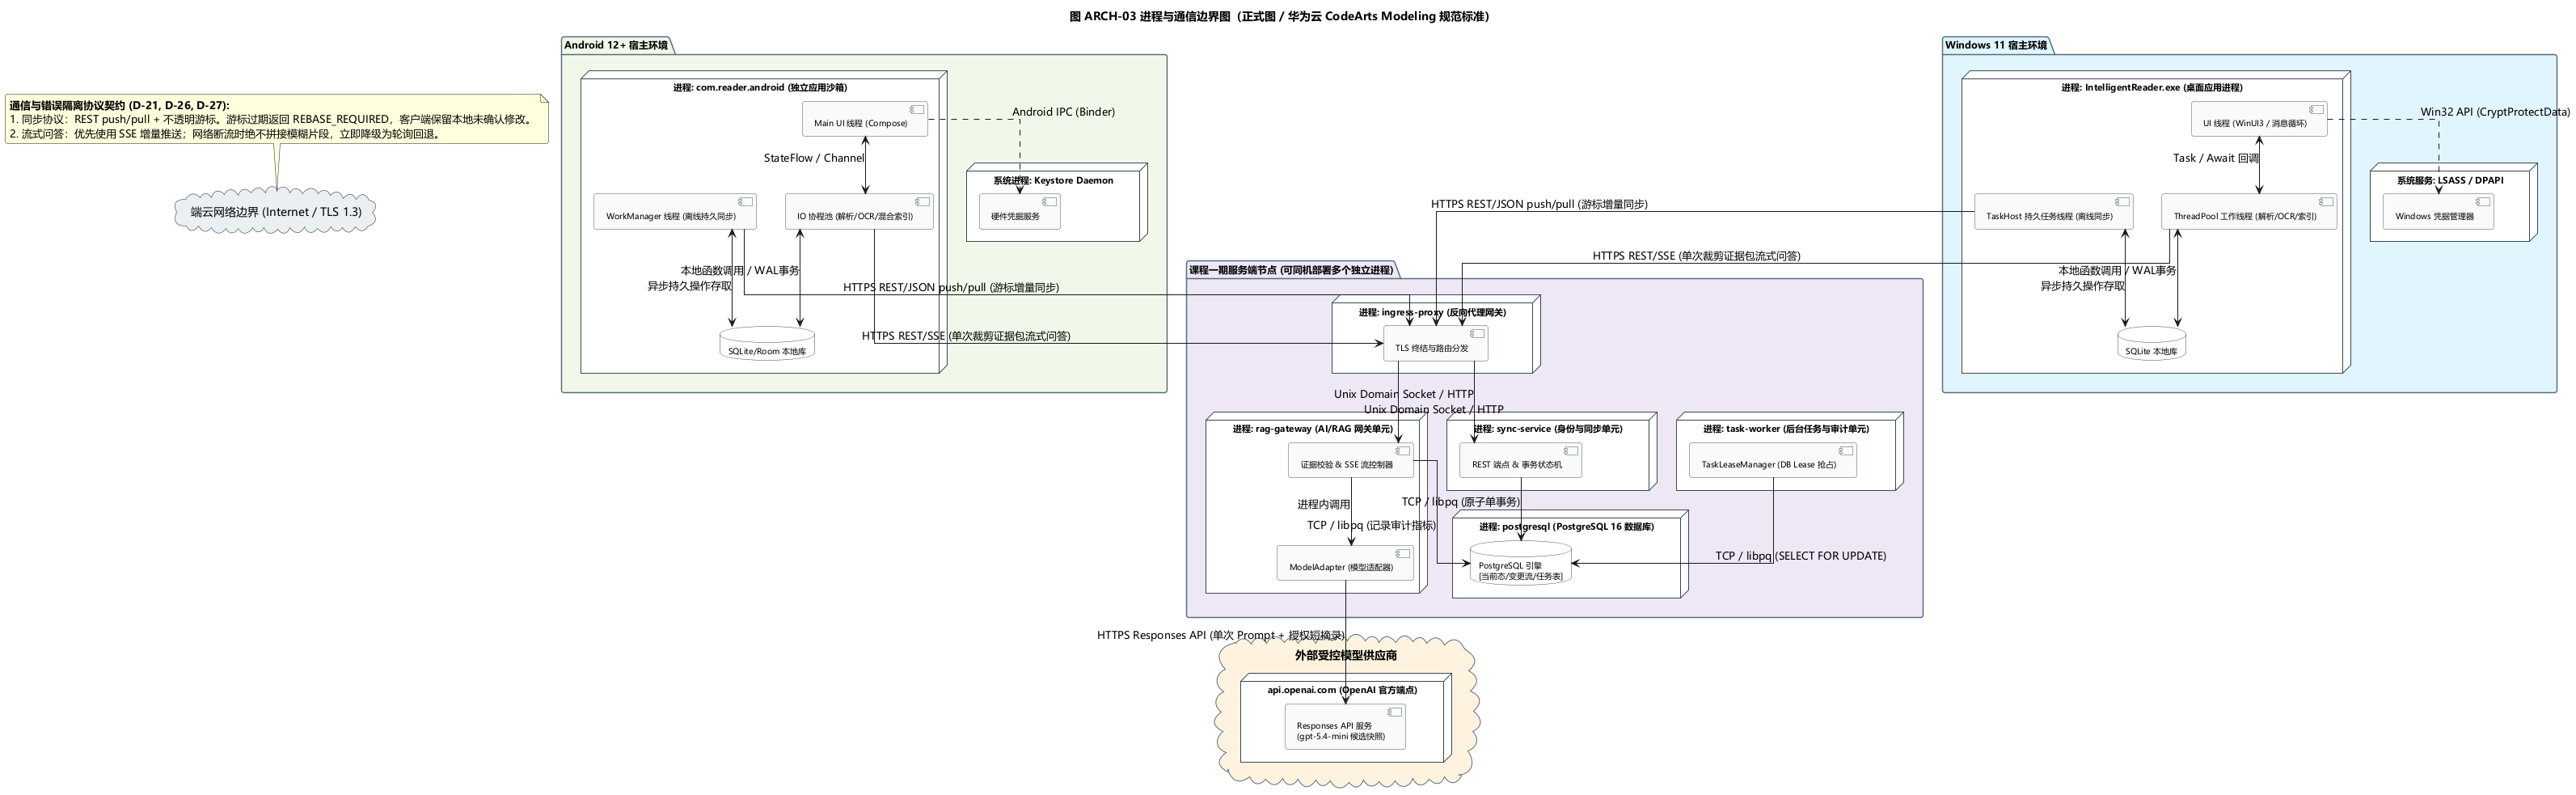 图 ARCH-03 进程与通信边界图（正式图 / 华为云 CodeArts Modeling 规范标准）
通信与错误隔离协议契约 (D-21, D-26, D-27):
1. 同步协议：REST push/pull + 不透明游标。游标过期返回 REBASE_REQUIRED，客户端保留本地未确认修改。
2. 流式问答：优先使用 SSE 增量推送；网络断流时绝不拼接模糊片段，立即降级为轮询回退。
端云网络边界 (Internet / TLS 1.3)
Android 12+ 宿主环境
进程: com.reader.android (独立应用沙箱)
Main UI 线程 (Compose)
Android IPC (Binder)
StateFlow / Channel
系统进程: Keystore Daemon
硬件凭据服务
WorkManager 线程 (离线持久同步)
IO 协程池 (解析/OCR/混合索引)
本地函数调用 / WAL事务
异步持久操作存取
HTTPS REST/JSON push/pull (游标增量同步)
HTTPS REST/SSE (单次裁剪证据包流式问答)
SQLite/Room 本地库
Windows 11 宿主环境
进程: IntelligentReader.exe (桌面应用进程)
UI 线程 (WinUI3 / 消息循环)
Win32 API (CryptProtectData)
Task / Await 回调
系统服务: LSASS / DPAPI
Windows 凭据管理器
TaskHost 持久任务线程 (离线同步)
ThreadPool 工作线程 (解析/OCR/索引)
HTTPS REST/JSON push/pull (游标增量同步)
HTTPS REST/SSE (单次裁剪证据包流式问答)
本地函数调用 / WAL事务
异步持久操作存取
SQLite 本地库
课程一期服务端节点 (可同机部署多个独立进程)
进程: ingress-proxy (反向代理网关)
TLS 终结与路由分发
Unix Domain Socket / HTTP
Unix Domain Socket / HTTP
进程: rag-gateway (AI/RAG 网关单元)
证据校验 & SSE 流控制器
进程: sync-service (身份与同步单元)
REST 端点 & 事务状态机
进程: task-worker (后台任务与审计单元)
TaskLeaseManager (DB Lease 抢占)
进程内调用
TCP / libpq (原子单事务)
TCP / libpq (记录审计指标)
进程: postgresql (PostgreSQL 16 数据库)
PostgreSQL 引擎
[当前态/变更流/任务表]
TCP / libpq (SELECT FOR UPDATE)
ModelAdapter (模型适配器)
HTTPS Responses API (单次 Prompt + 授权短摘录)
外部受控模型供应商
api.openai.com (OpenAI 官方端点)
Responses API 服务
(gpt-5.4-mini 候选快照)